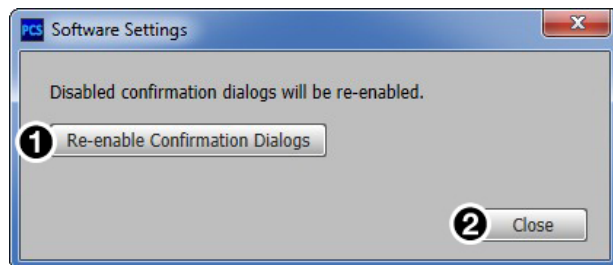 PCS Software Settings
Disabled confirmation dialogs will be re-enabled.
1 Re-enable Confirmation Dialogs
2 Close